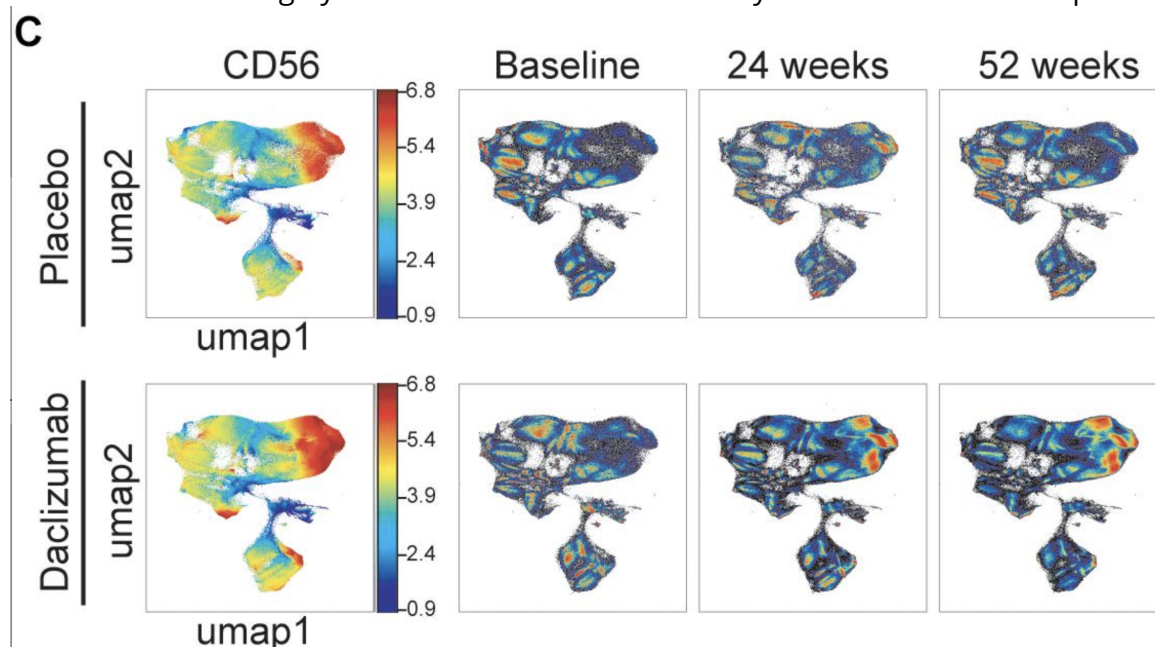 C
CD56 Baseline 24 weeks 52 weeks
Placebo
umap2
6.8
5.4
3.9
2.4
0.9
umap1
Daclizumab
umap2
6.8
5.4
3.9
2.4
0.9
umap1